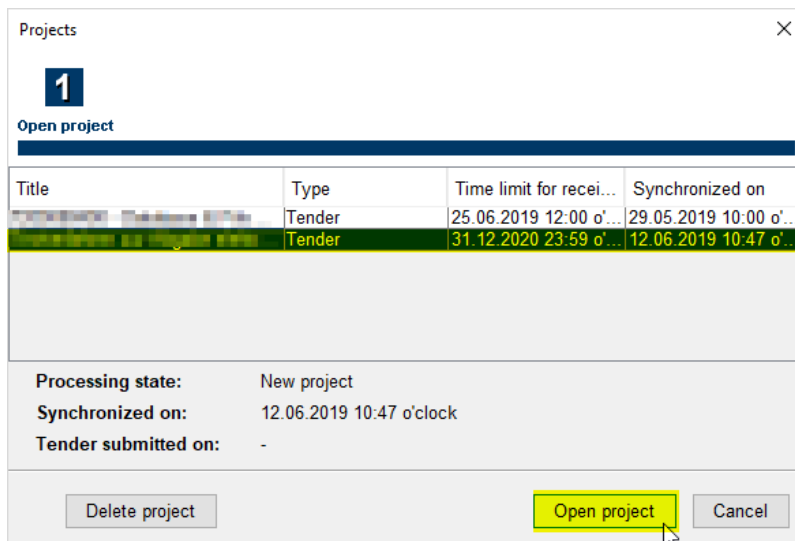 Projects
1
Open project
Title Type Time limit for recei... Synchronized on
Tender 25.06.2019 12:00 o'... 29.05.2019 10:00 o'..
Tender 31.12.2020 23:59 o'... 12.06.2019 10:47 o'..
Processing state: New project
Synchronized on: 12.06.2019 10:47 o'clock
Tender submitted on: -
Delete project Open project Cancel